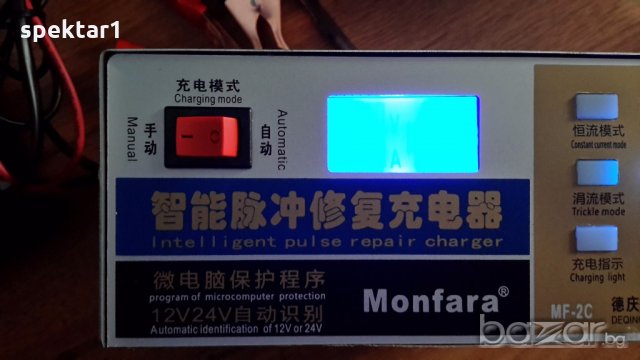 spektar1
充电模式
Charging mode
Manual
手动
自动
Automatic
恒流模式
Constant current mode
涓流模式
Trickle mode
充电指示
Charging light
智能脉冲修复充电器
Intelligent pulse repair charger
微电脑保护程序
program of microcomputer protection
12V24V自动识别
Automatic identification of 12V or 24V
Monfara®
MF-2C
德庆
DEQING
bazar.bg